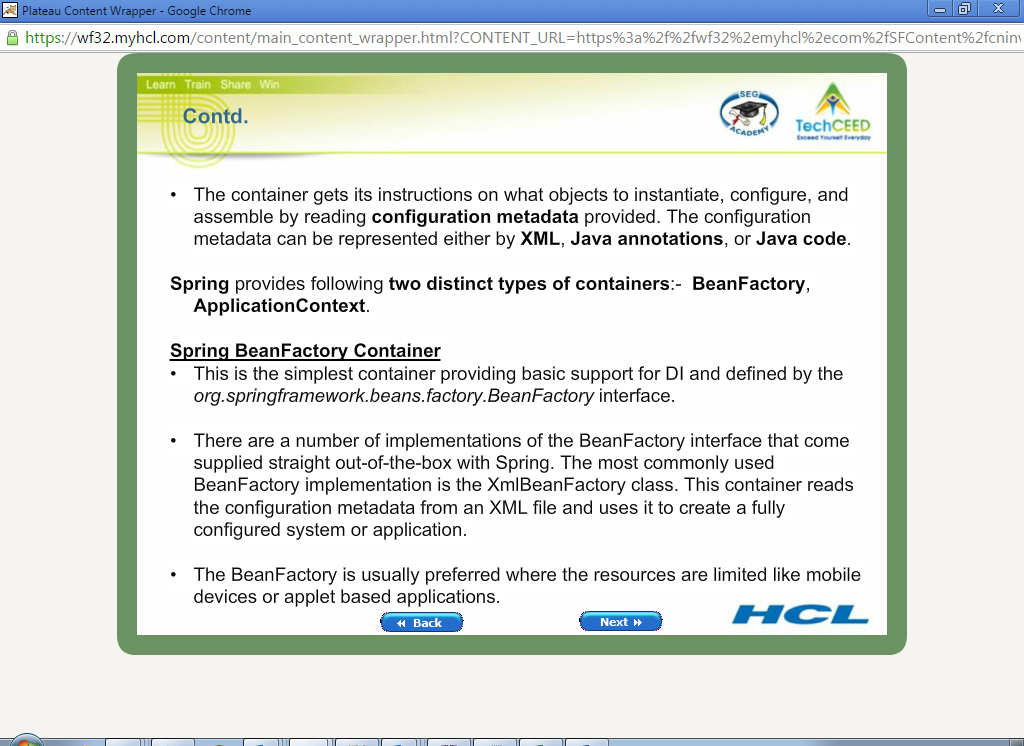 Plateau Content Wrapper - Google Chrome
https://wf32.myhcl.com/content/main_content_wrapper.html?CONTENT_URL=https%3a%2f%2fwf32%2emyhcl%2ecom%2fSFContent%2fcninv
Learn Train Share Win
Contd.
SEG
ACADEMY
TechCEED
Exceed Yourself Everyday
• The container gets its instructions on what objects to instantiate, configure, and
assemble by reading configuration metadata provided. The configuration
metadata can be represented either by XML, Java annotations, or Java code.
Spring provides following two distinct types of containers:- BeanFactory,
ApplicationContext.
Spring BeanFactory Container
• This is the simplest container providing basic support for DI and defined by the
org.springframework.beans.factory.BeanFactory interface.
• There are a number of implementations of the BeanFactory interface that come
supplied straight out-of-the-box with Spring. The most commonly used
BeanFactory implementation is the XmlBeanFactory class. This container reads
the configuration metadata from an XML file and uses it to create a fully
configured system or application.
• The BeanFactory is usually preferred where the resources are limited like mobile
devices or applet based applications.
Back
Next
HCL